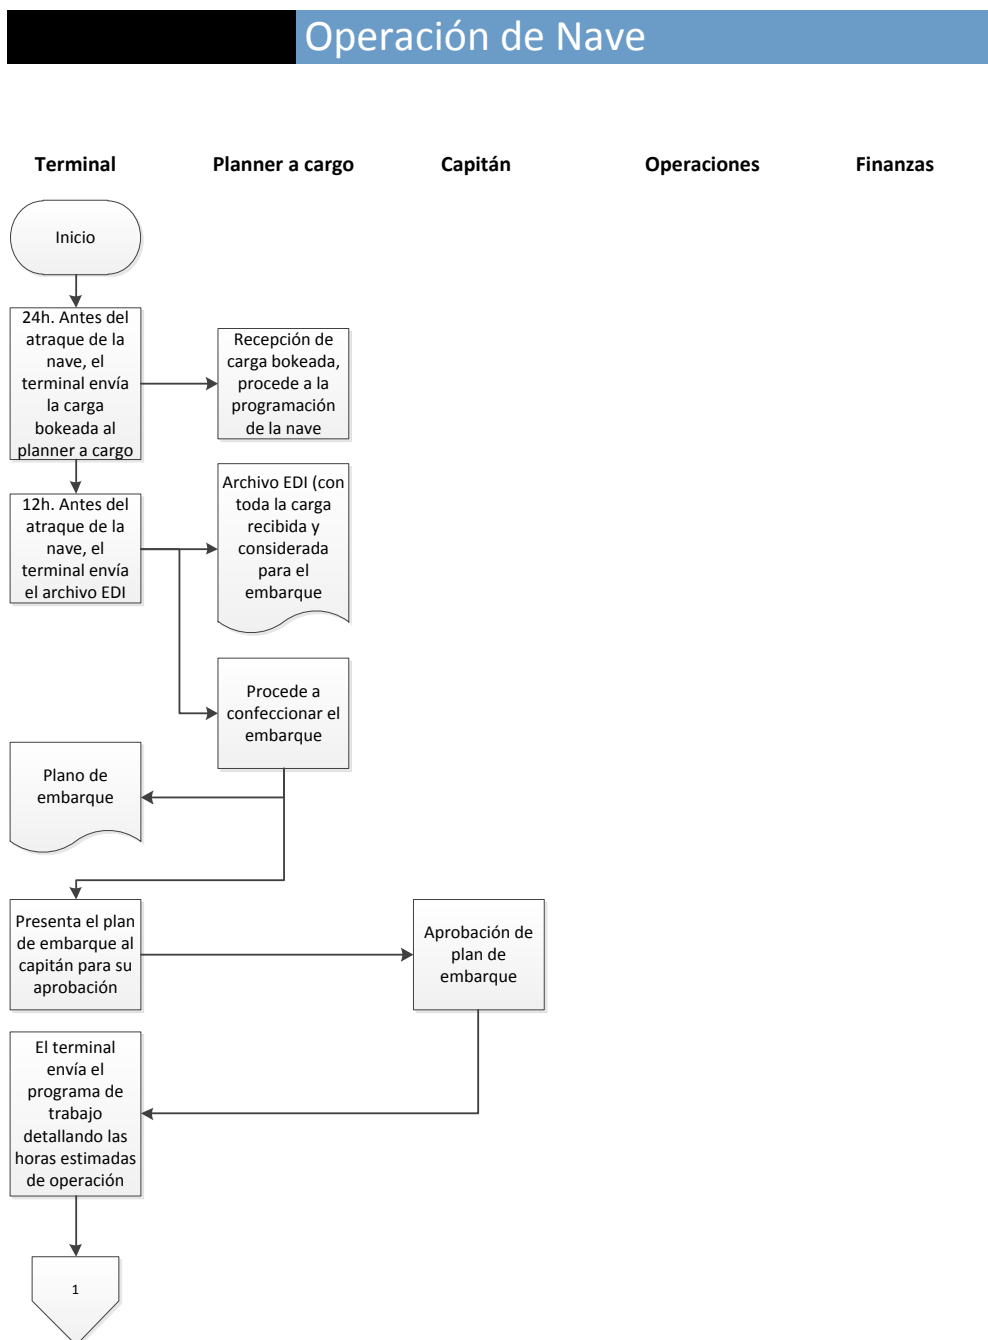 Operación de Nave
Terminal
Planner a cargo
Capitán
Operaciones
Finanzas
Inicio
24h. Antes del
atraque de la
nave, el
terminal envía
la carga
bokeada al
planner a cargo
Recepción de
carga bokeada,
procede a la
programación
de la nave
12h. Antes del
atraque de la
nave, el
terminal envía
el archivo EDI
Archivo EDI (con
toda la carga
recibida y
considerada
para el
embarque
Procede a
confeccionar el
embarque
Plano de
embarque
Presenta el plan
de embarque al
capitán para su
aprobación
Aprobación de
plan de
embarque
El terminal
envía el
programa de
trabajo
detallando las
horas estimadas
de operación
1